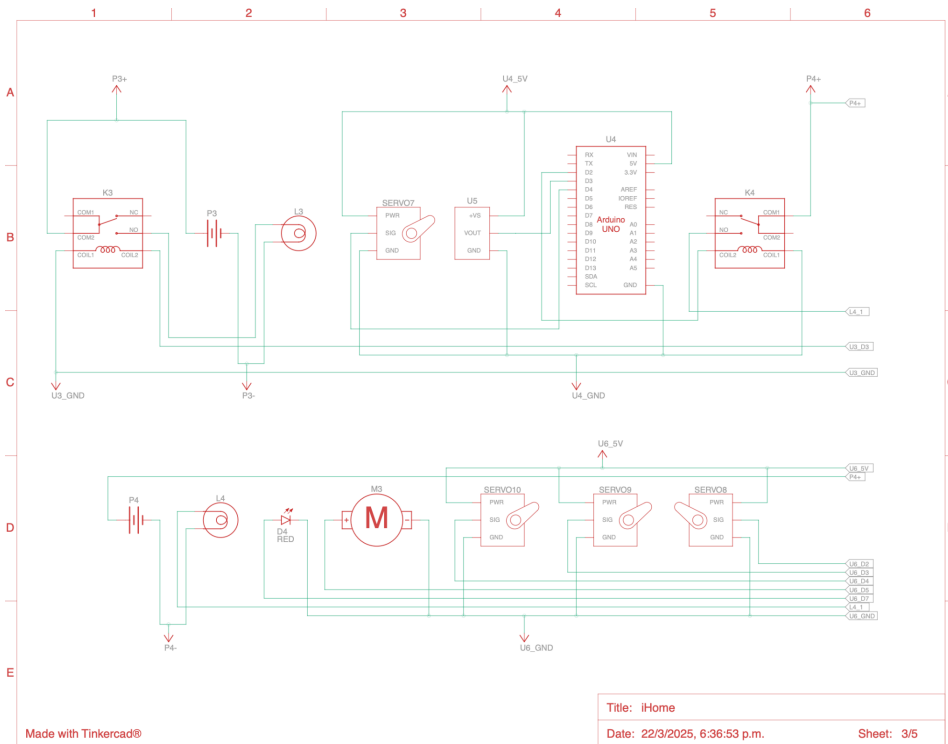 1 2 3 4 5 6
A
P3+ U4_5V P4+
P4+
U4
RX VIN
TX 5V
D2 3.3V
D3
D4 AREF
D5 IOREF
D6 RES
D7
D8 A0
D9 A1
D10 A2
D11 A3
D12 A4
D13 A5
SDA
SCL GND
Arduino
UNO
B
K3
COM1 NC
COM2 NO
COIL1 COIL2
P3
L3
SERVO7
PWR
SIG
GND
U5
+VS
VOUT
GND
K4
NC COM1
NO COM2
COIL2 COIL1
L4_1
U3_D3
U3_GND
C
U3_GND P3- U4_GND
U6_5V
U6_5V
P4+
D
P4
L4
D4
RED
M3
M
+ -
SERVO10
PWR
SIG
GND
SERVO9
PWR
SIG
GND
SERVO8
PWR
SIG
GND
U6_D2
U6_D3
U6_D4
U6_D5
U6_D7
L4_1
U6_GND
P4- U6_GND
E
Title: iHome
Made with Tinkercad®
Date: 22/3/2025, 6:36:53 p.m. Sheet: 3/5